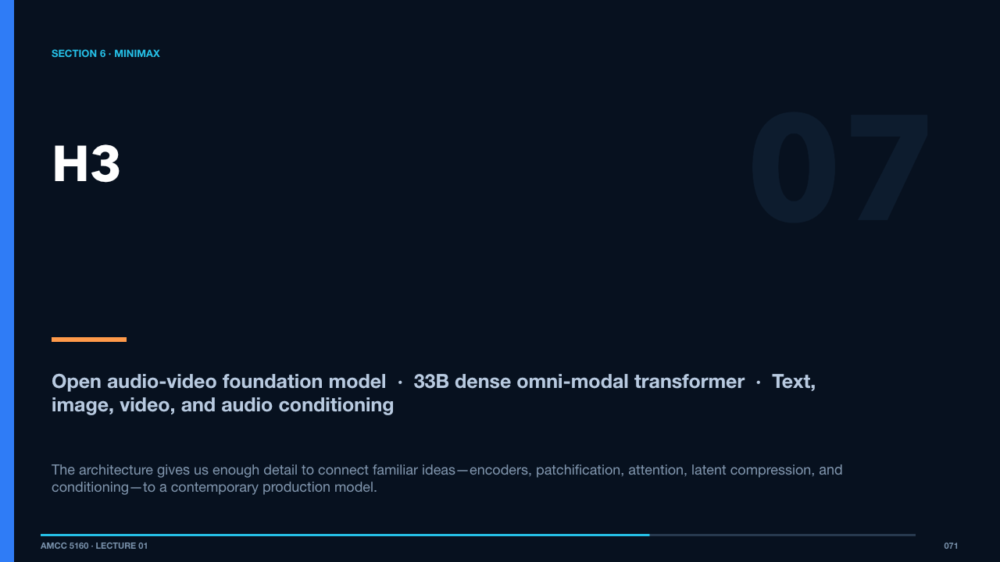 SECTION 6 · MINIMAX
07
H3
Open audio-video foundation model · 33B dense omni-modal transformer · Text,
image, video, and audio conditioning
The architecture gives us enough detail to connect familiar ideas—encoders, patchification, attention, latent compression, and
conditioning—to a contemporary production model.
AMCC 5160 · LECTURE 01
071